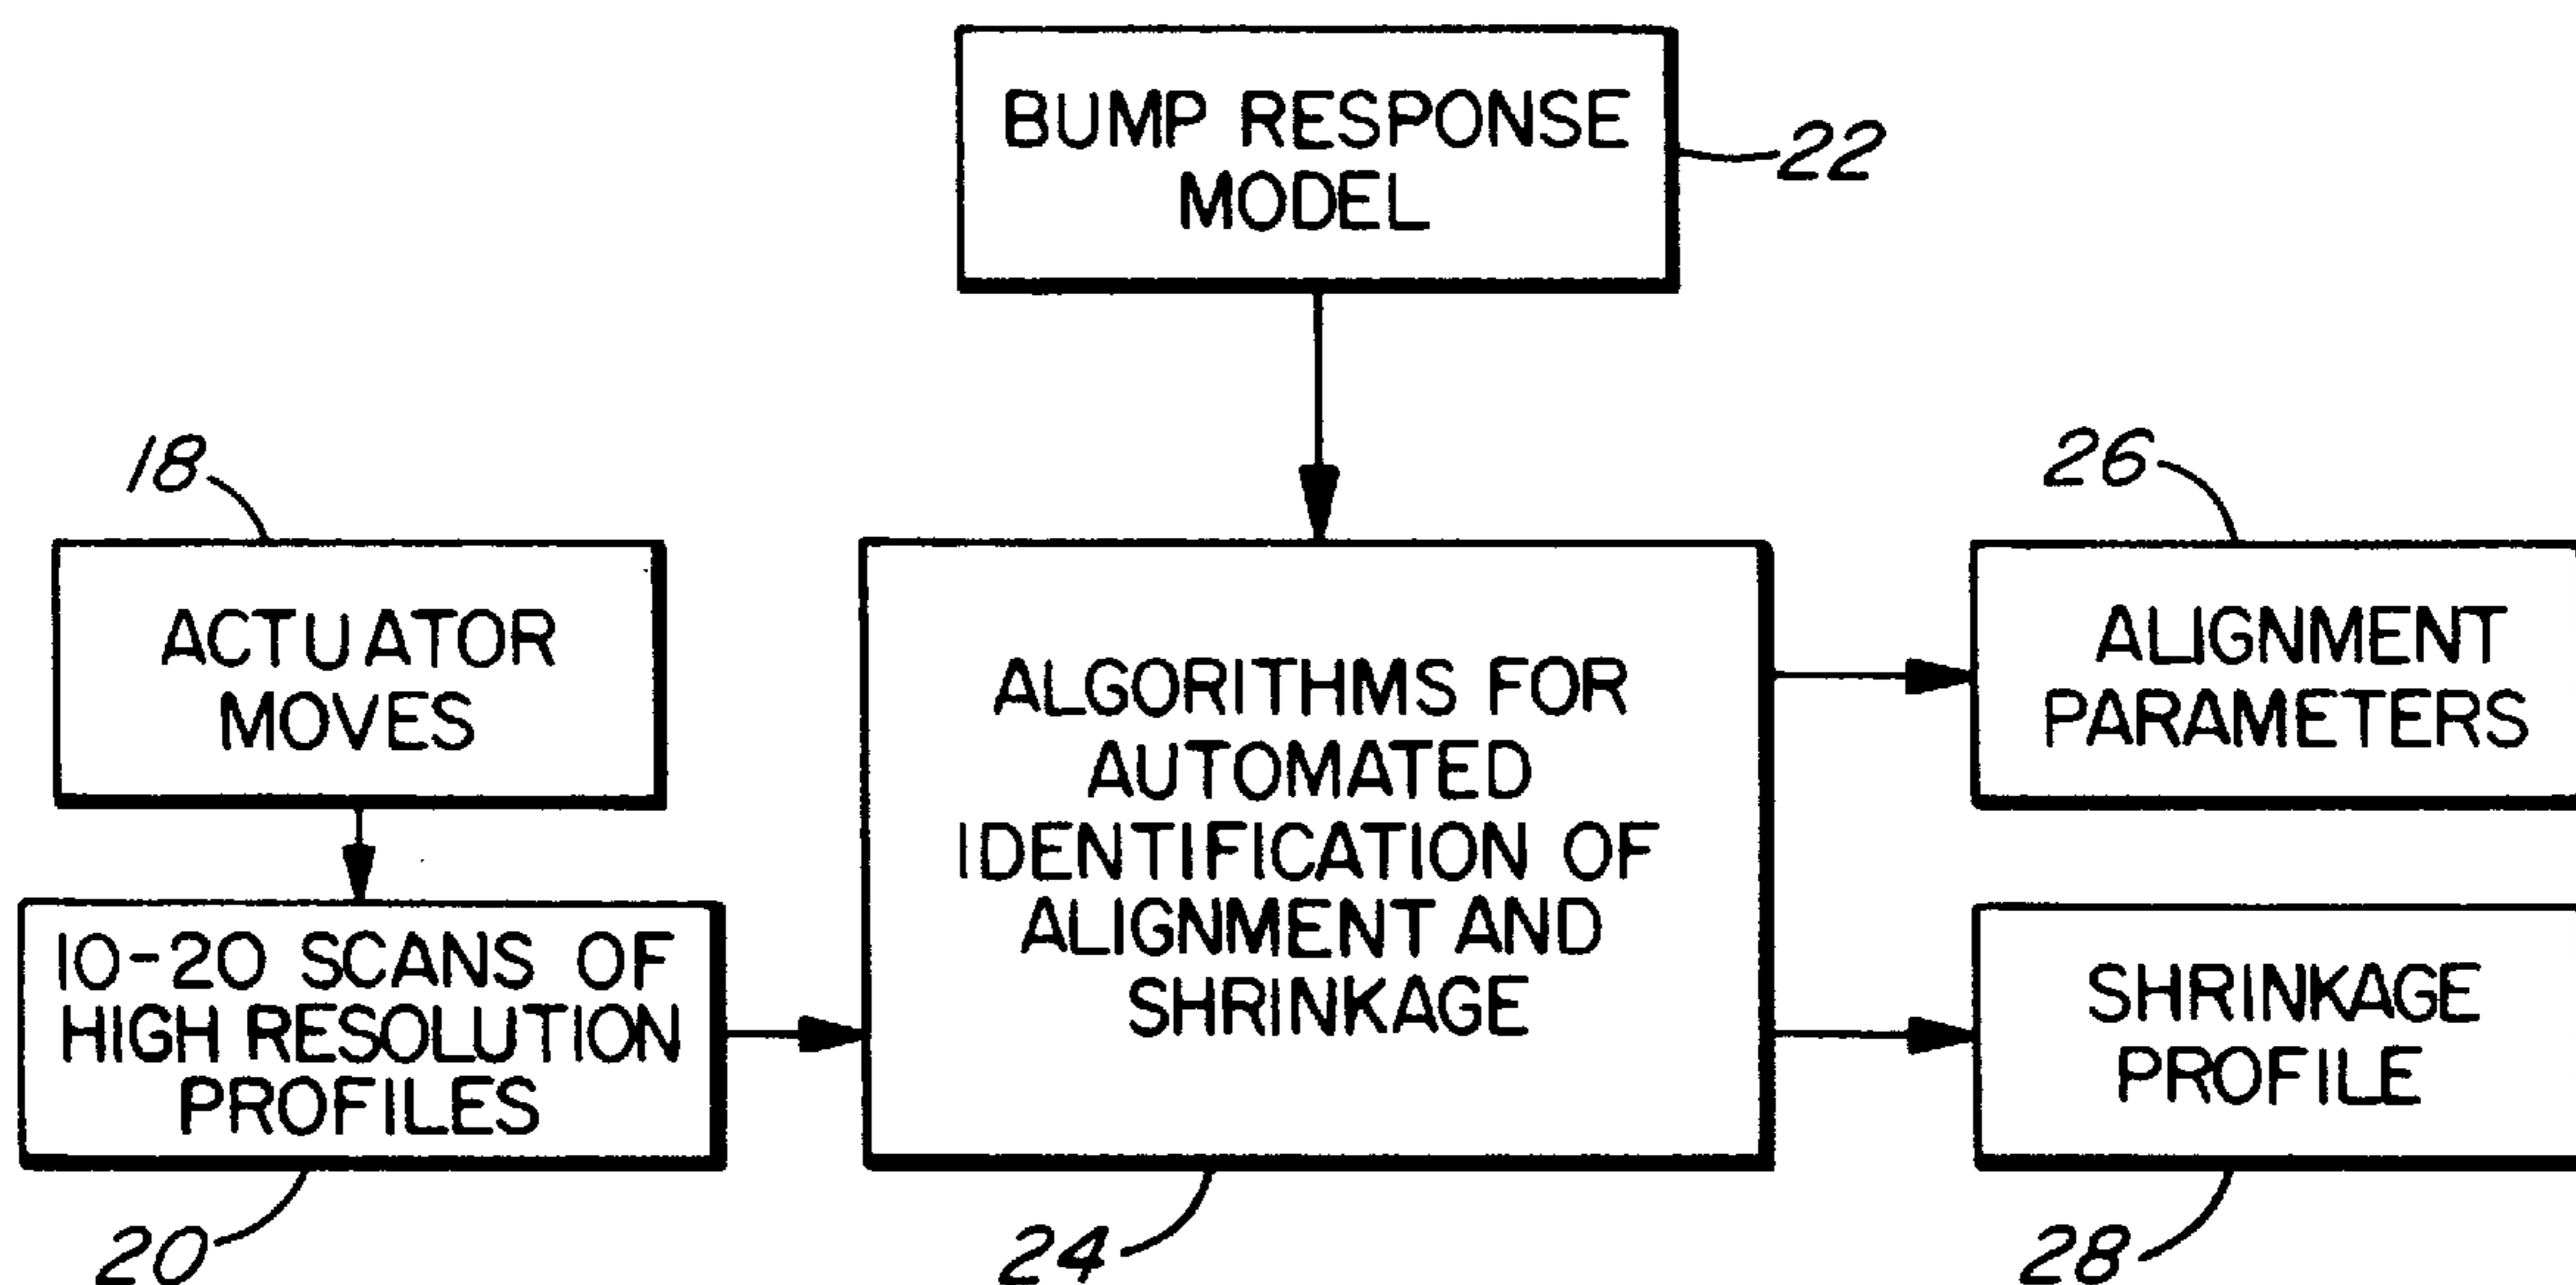 BUMP RESPONSE
MODEL
22
18
26
ACTUATOR
MOVES
ALGORITHMS FOR
AUTOMATED
IDENTIFICATION OF
ALIGNMENT AND
SHRINKAGE
ALIGNMENT
PARAMETERS
10-20 SCANS OF
HIGH RESOLUTION
PROFILES
SHRINKAGE
PROFILE
20
24
28